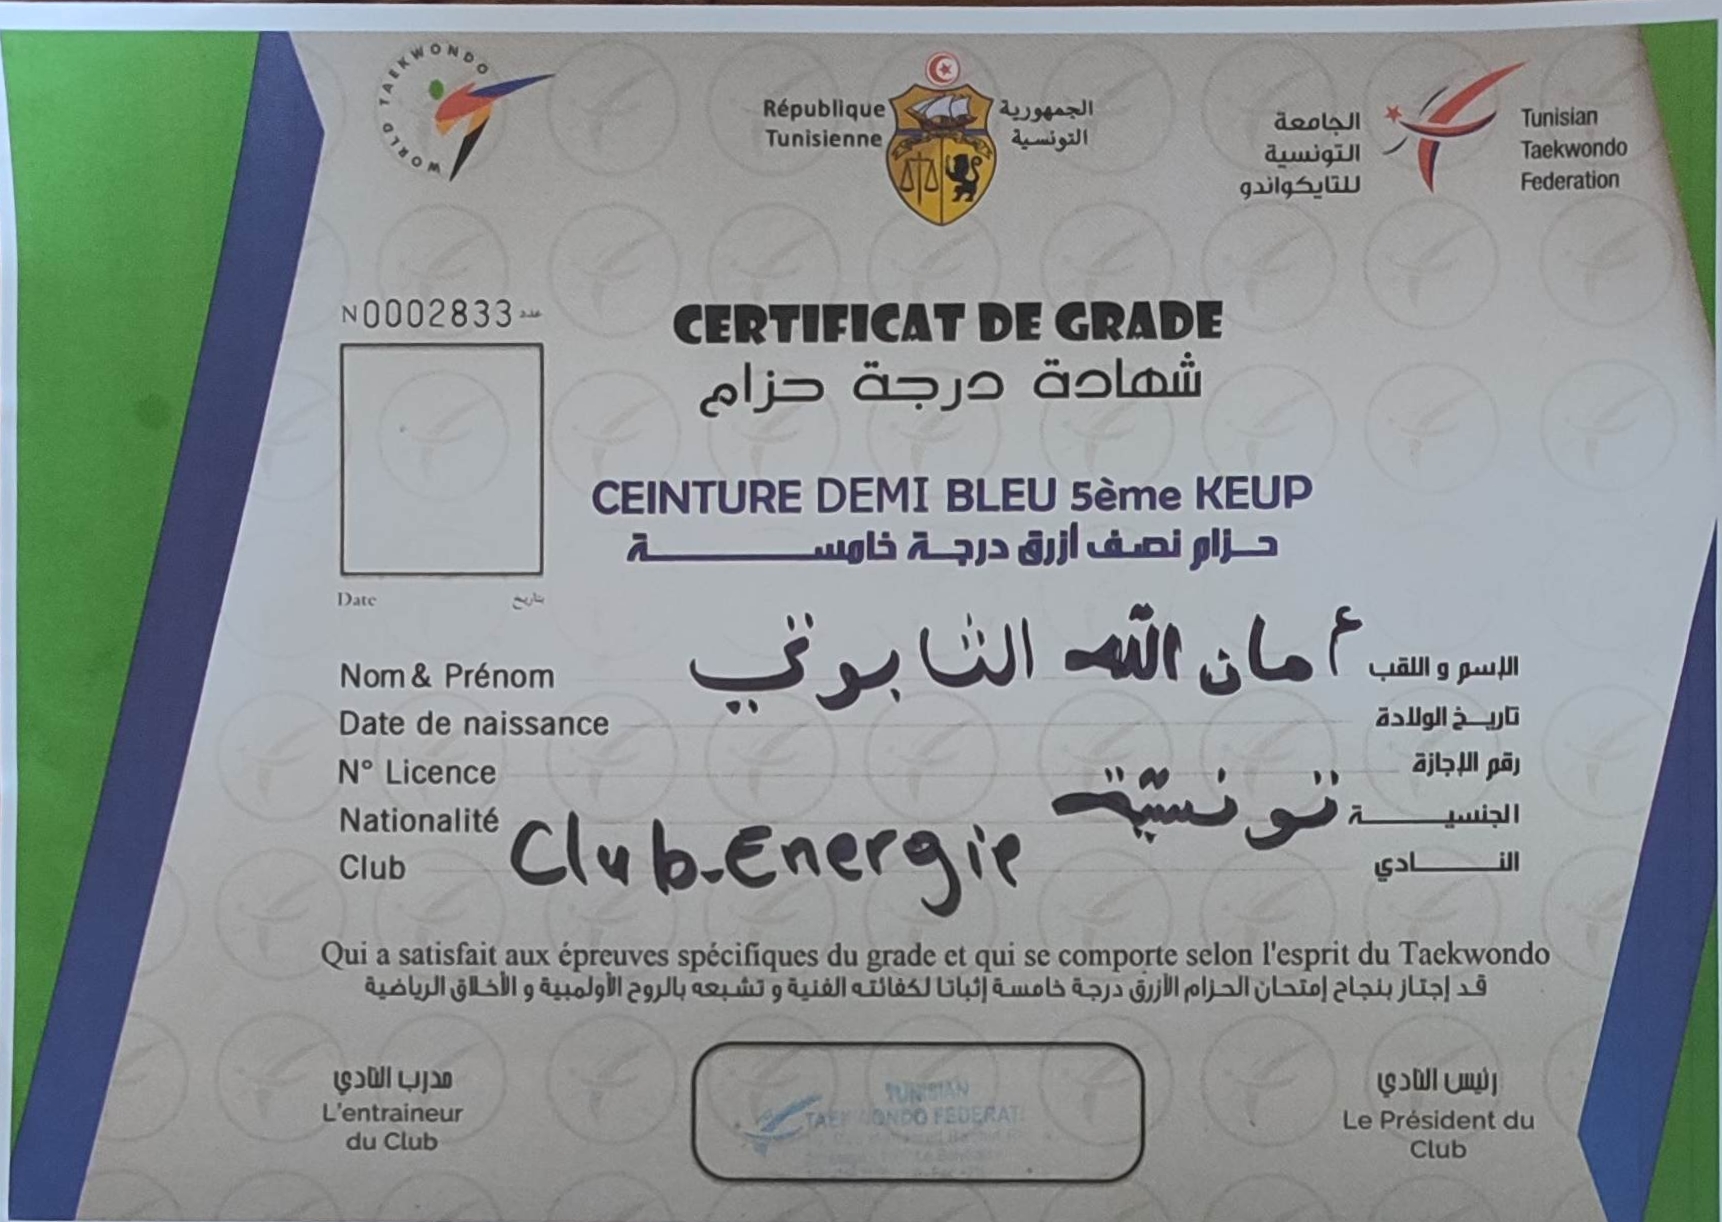 WORLD TAEKWONDO
République Tunisienne
الجمهورية التونسية
الجامعة التونسية للتايكواندو
Tunisian Taekwondo Federation
N0002833 عدد
CERTIFICAT DE GRADE
شهادة درجة حزام
CEINTURE DEMI BLEU 5ème KEUP
حزام نصف أزرق درجة خامسة
Date بتاريخ
Nom & Prénom أمان الله التابوتي الإسم و اللقب
Date de naissance تاريخ الولادة
N° Licence رقم الإجازة
Nationalité تونسيّة الجنسية
Club Club-Energie النادي
Qui a satisfait aux épreuves spécifiques du grade et qui se comporte selon l'esprit du Taekwondo
قد إجتاز بنجاح إمتحان الحزام الأزرق درجة خامسة إثباتا لكفائته الفنية و تشبعه بالروح الأولمبية و الأخلاق الرياضية
مدرب النادي
L'entraineur
du Club
TUNISIAN
TAEKWONDO FEDERATI
رئيس النادي
Le Président du
Club